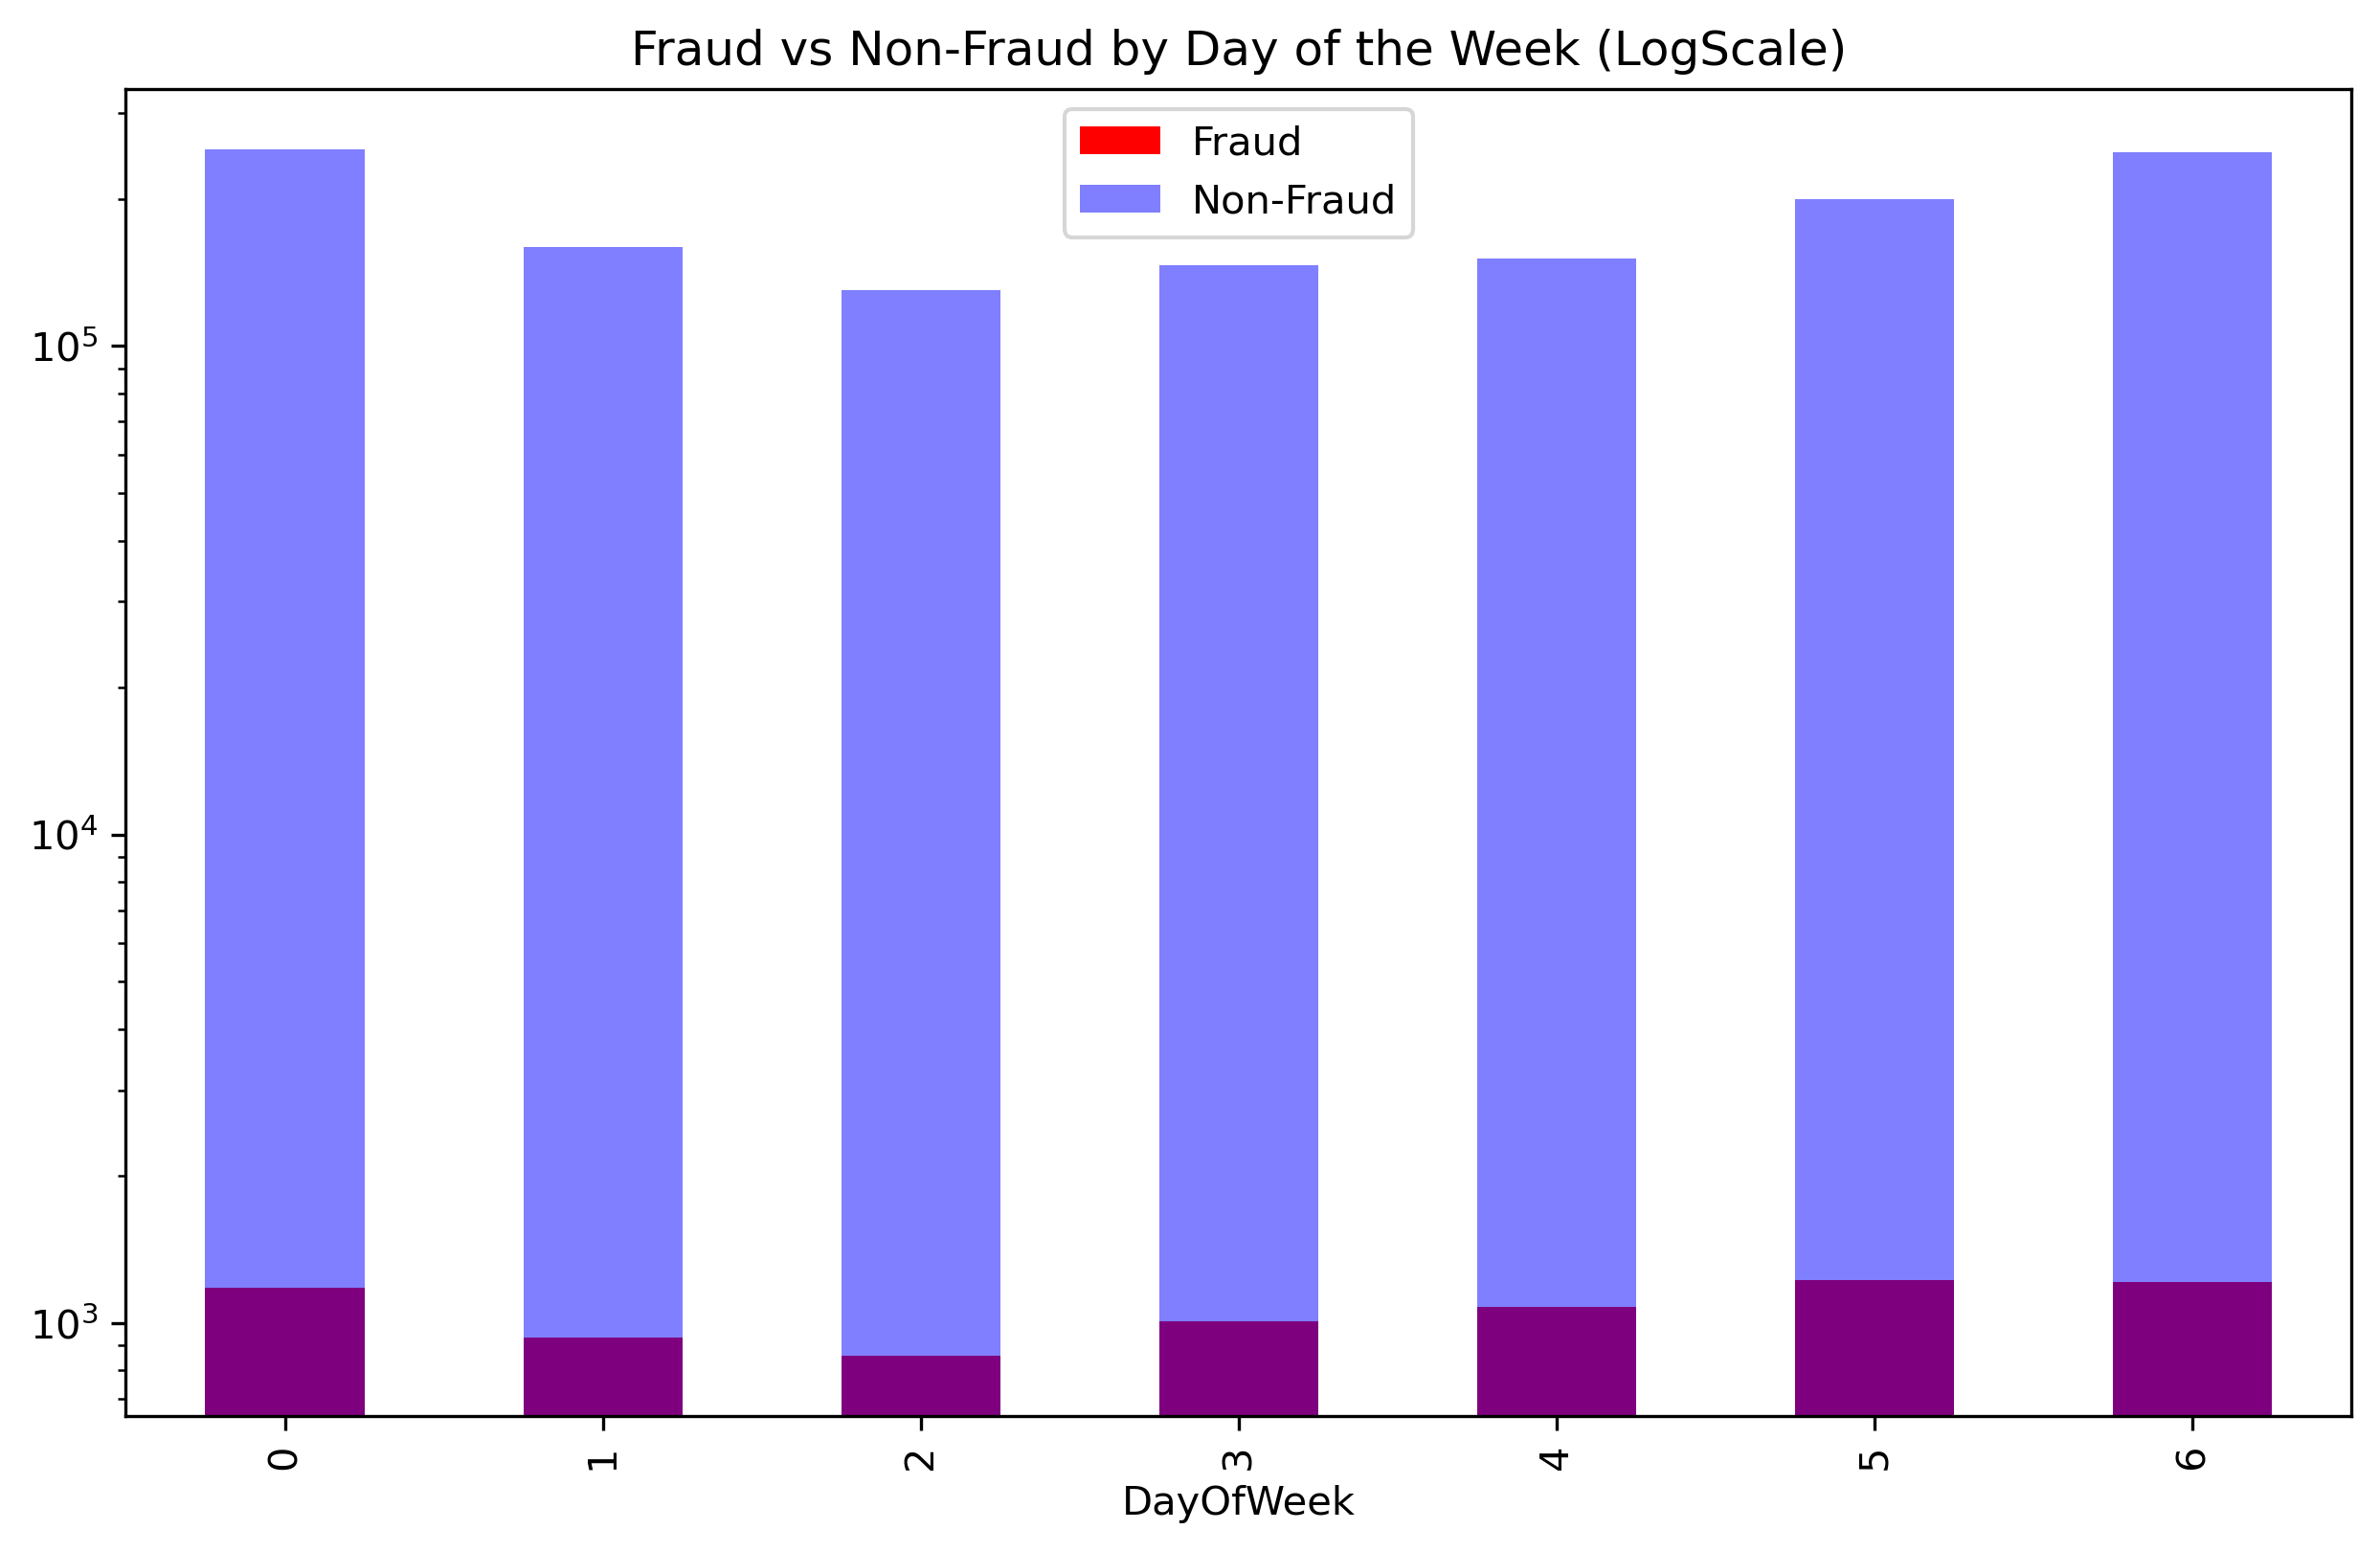 Fraud vs Non-Fraud by Day of the Week (LogScale)
Fraud
Non-Fraud
10⁵
10⁴
10³
0 1 2 3 4 5 6
DayOfWeek